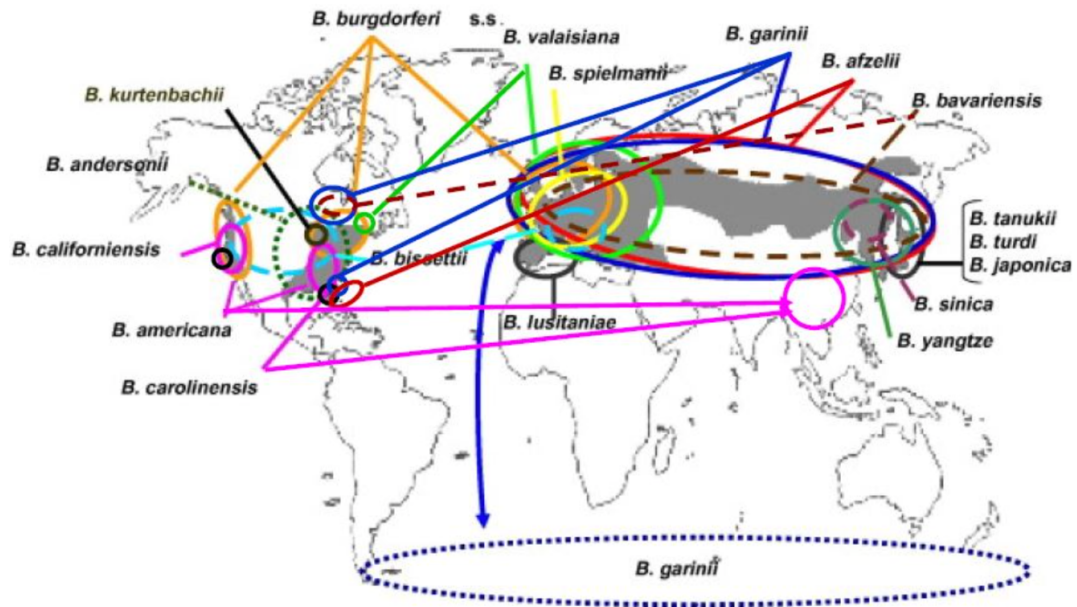 B. burgdorferi s.s.
B. valaisiana
B. garinii
B. spielmanii
B. afzelii
B. kurtenbachii
B. bavariensis
B. andersonii
B. tanukii
B. californiensis
B. bissettii
B. turdi
B. japonica
B. americana
B. lusitaniae
B. sinica
B. yangtze
B. carolinensis
B. garinii